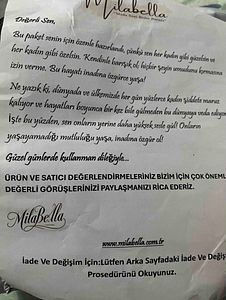 Milabella
Değerli Sen,
Bu paket senin için özenle hazırlandı, çünkü sen her kadın gibi güzelsin ve
her kadın gibi özelsin. Kendinle barışık ol, hiçbir şeyin umudunu kırmasına
izin verme. Bu hayatı inadına özgürce yaşa!
Ne yazık ki, dünyada ve ülkemizde her gün yüzlerce kadın şiddete maruz
kalıyor ve hayatları boyunca bir kez bile gülmeden bu dünyaya veda ediyor
İşte bu yüzden, sen onların yerine daha yüksek sesle gül! Onların
yaşayamadığı mutluluğu yaşa, inadına özgür ol!
Güzel günlerde kullanman dileğiyle...
ÜRÜN VE SATICI DEĞERLENDİRMELERİNİZ BİZİM İÇİN ÇOK ÖNEML
DEĞERLİ GÖRÜŞLERİNİZİ PAYLAŞMANIZI RİCA EDERİZ.
MilaBella
www.milabella.com.tr
İade Ve Değişim İçin:Lütfen Arka Sayfadaki İade Ve Değiş
Prosedürünü Okuyunuz.